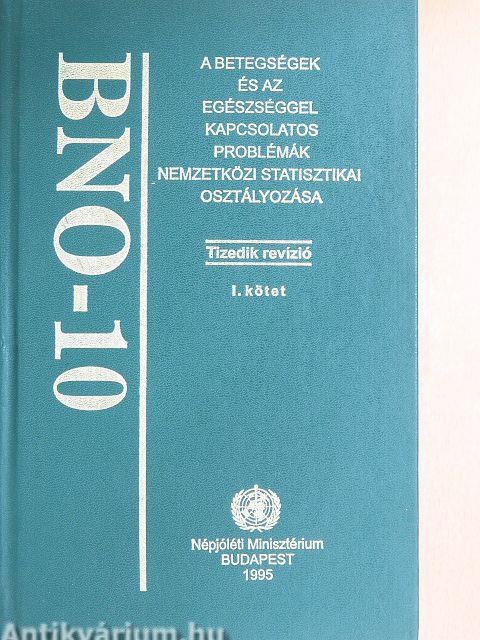 BNO-10
A BETEGSÉGEK
ÉS AZ
EGÉSZSÉGGEL
KAPCSOLATOS
PROBLÉMÁK
NEMZETKÖZI STATISZTIKAI
OSZTÁLYOZÁSA
Tizedik revízió
I. kötet
Népjóléti Minisztérium
BUDAPEST
1995
Antikvárium.hu